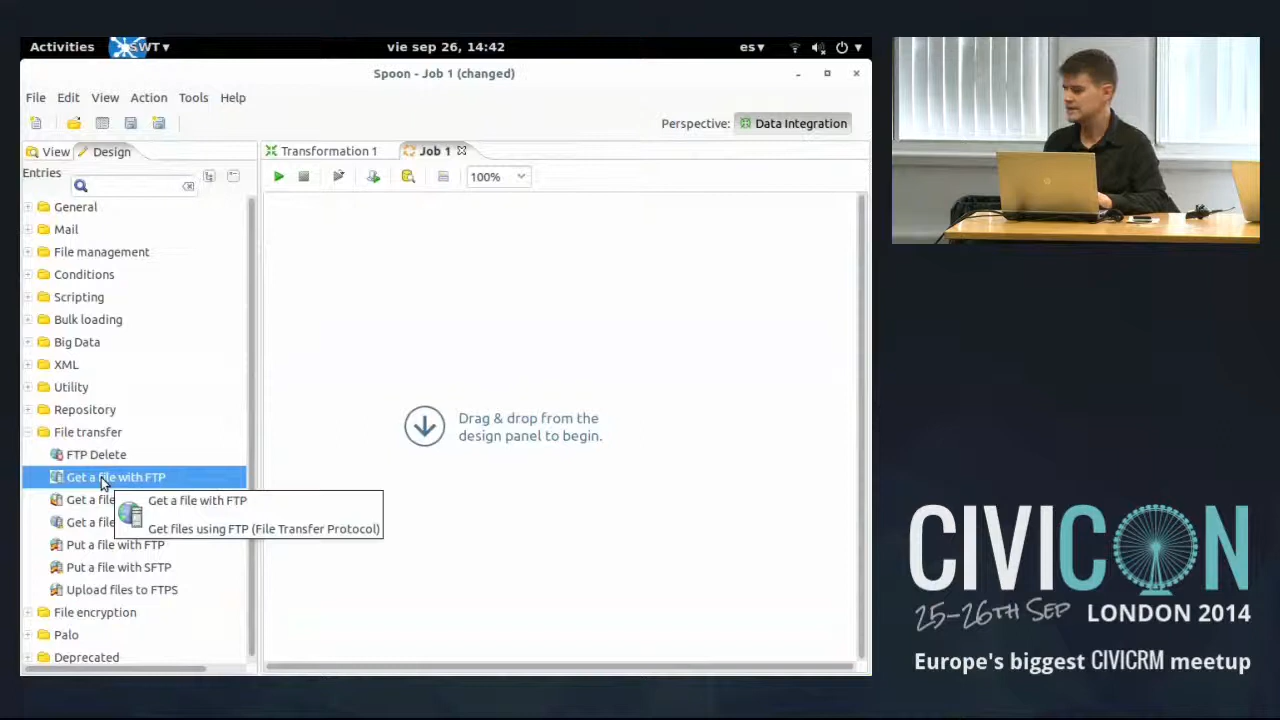 Activities
SWT ▾
vie sep 26, 14:42
es ▾
Spoon - Job 1 (changed)
File Edit View Action Tools Help
Perspective: Data Integration
View Design
Transformation 1
Job 1
Entries
100%
General
Mail
File management
Conditions
Scripting
Bulk loading
Big Data
XML
Utility
Repository
File transfer
FTP Delete
Get a file with FTP
Get a file
Get a file
Put a file with FTP
Put a file with SFTP
Upload files to FTPS
File encryption
Palo
Deprecated
Get a file with FTP
Get files using FTP (File Transfer Protocol)
Drag & drop from the
design panel to begin.
CIVICON
25-26TH SEP LONDON 2014
Europe's biggest CIVICRM meetup